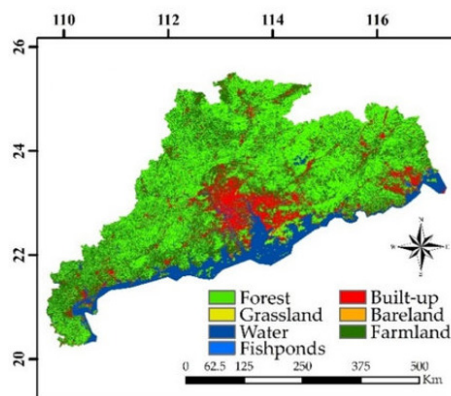 110 112 114 116
26
24
22
20
N
W E
S
Forest Built-up
Grassland Bareland
Water Farmland
Fishponds
0 62.5 125 250 375 500
Km